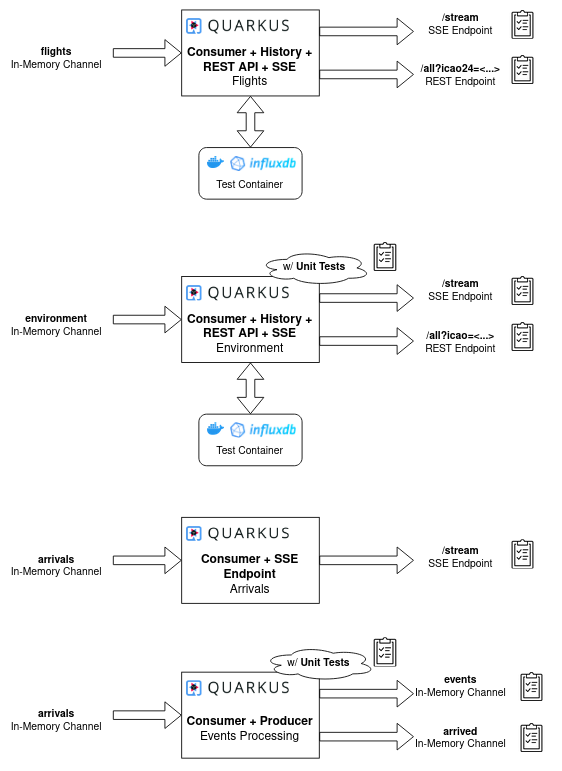 flights
In-Memory Channel
QUARKUS
Consumer + History +
REST API + SSE
Flights
/stream
SSE Endpoint
/all?icao24=<...>
REST Endpoint
influxdb
Test Container
environment
In-Memory Channel
w/ Unit Tests
QUARKUS
Consumer + History +
REST API + SSE
Environment
/stream
SSE Endpoint
/all?icao=<...>
REST Endpoint
influxdb
Test Container
arrivals
In-Memory Channel
QUARKUS
Consumer + SSE
Endpoint
Arrivals
/stream
SSE Endpoint
arrivals
In-Memory Channel
w/ Unit Tests
QUARKUS
Consumer + Producer
Events Processing
events
In-Memory Channel
arrived
In-Memory Channel